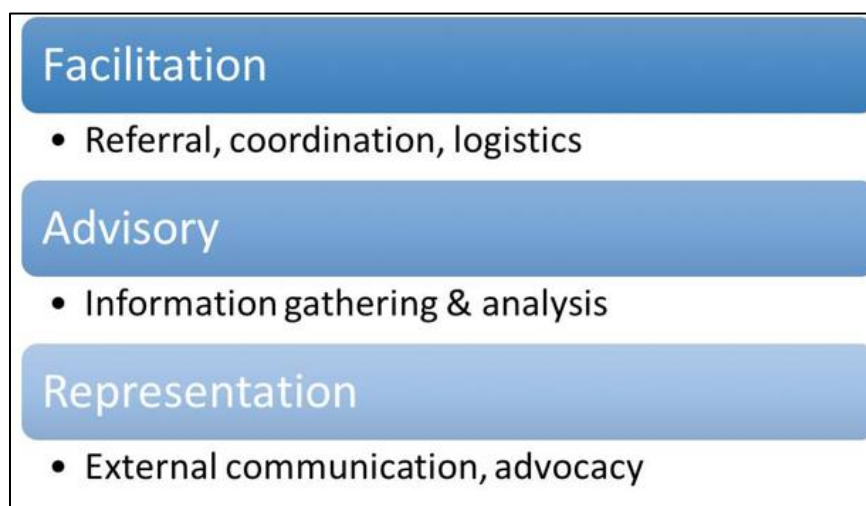 Facilitation
• Referral, coordination, logistics
Advisory
• Information gathering & analysis
Representation
• External communication, advocacy